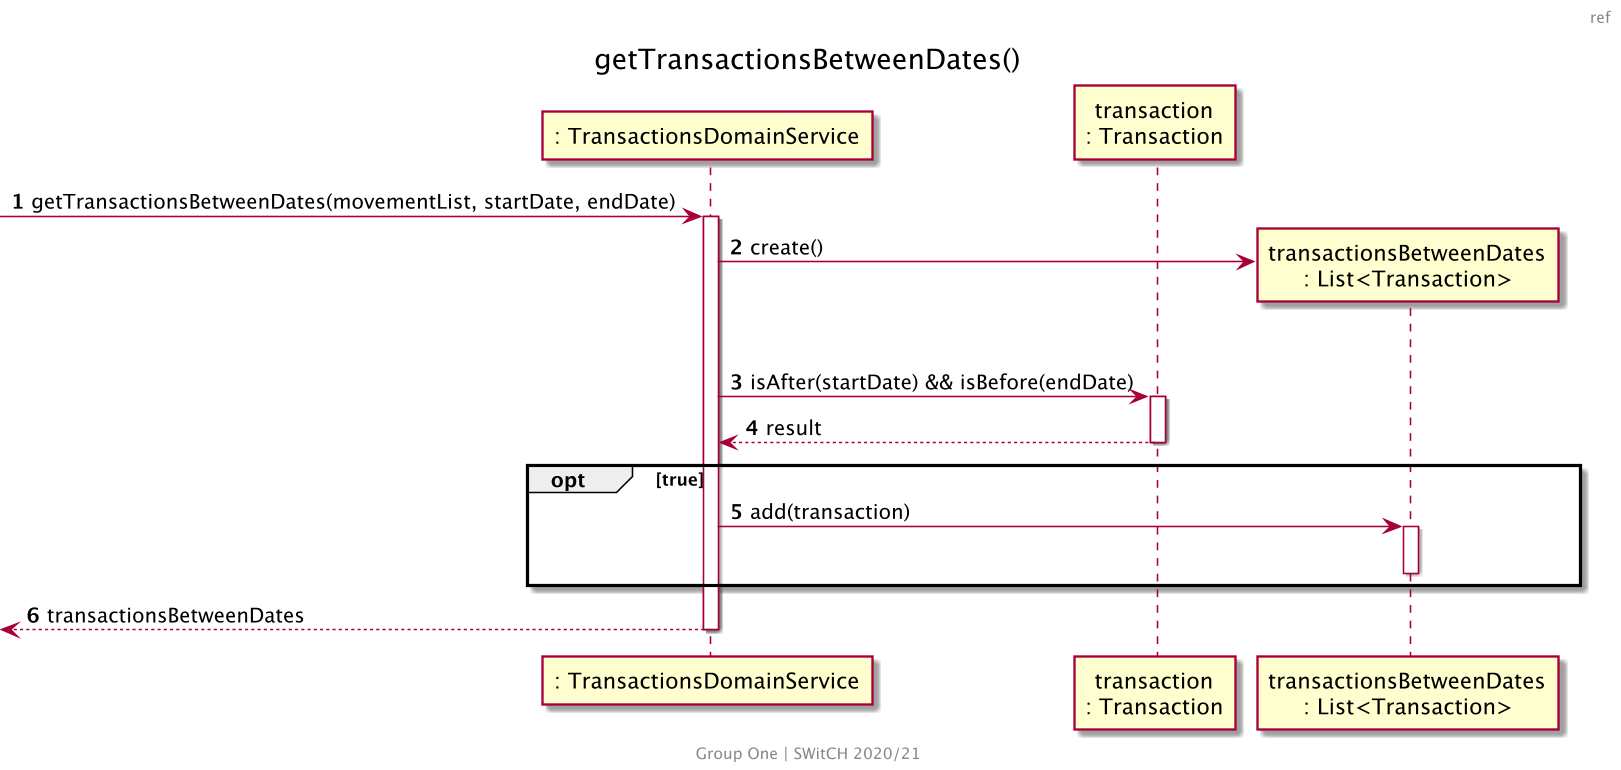 ref
getTransactionsBetweenDates()
: TransactionsDomainService
transaction
: Transaction
1 getTransactionsBetweenDates(movementList, startDate, endDate)
2 create()
transactionsBetweenDates
: List<Transaction>
3 isAfter(startDate) && isBefore(endDate)
4 result
opt [true]
5 add(transaction)
6 transactionsBetweenDates
: TransactionsDomainService
transaction
: Transaction
transactionsBetweenDates
: List<Transaction>
Group One | SWitCH 2020/21